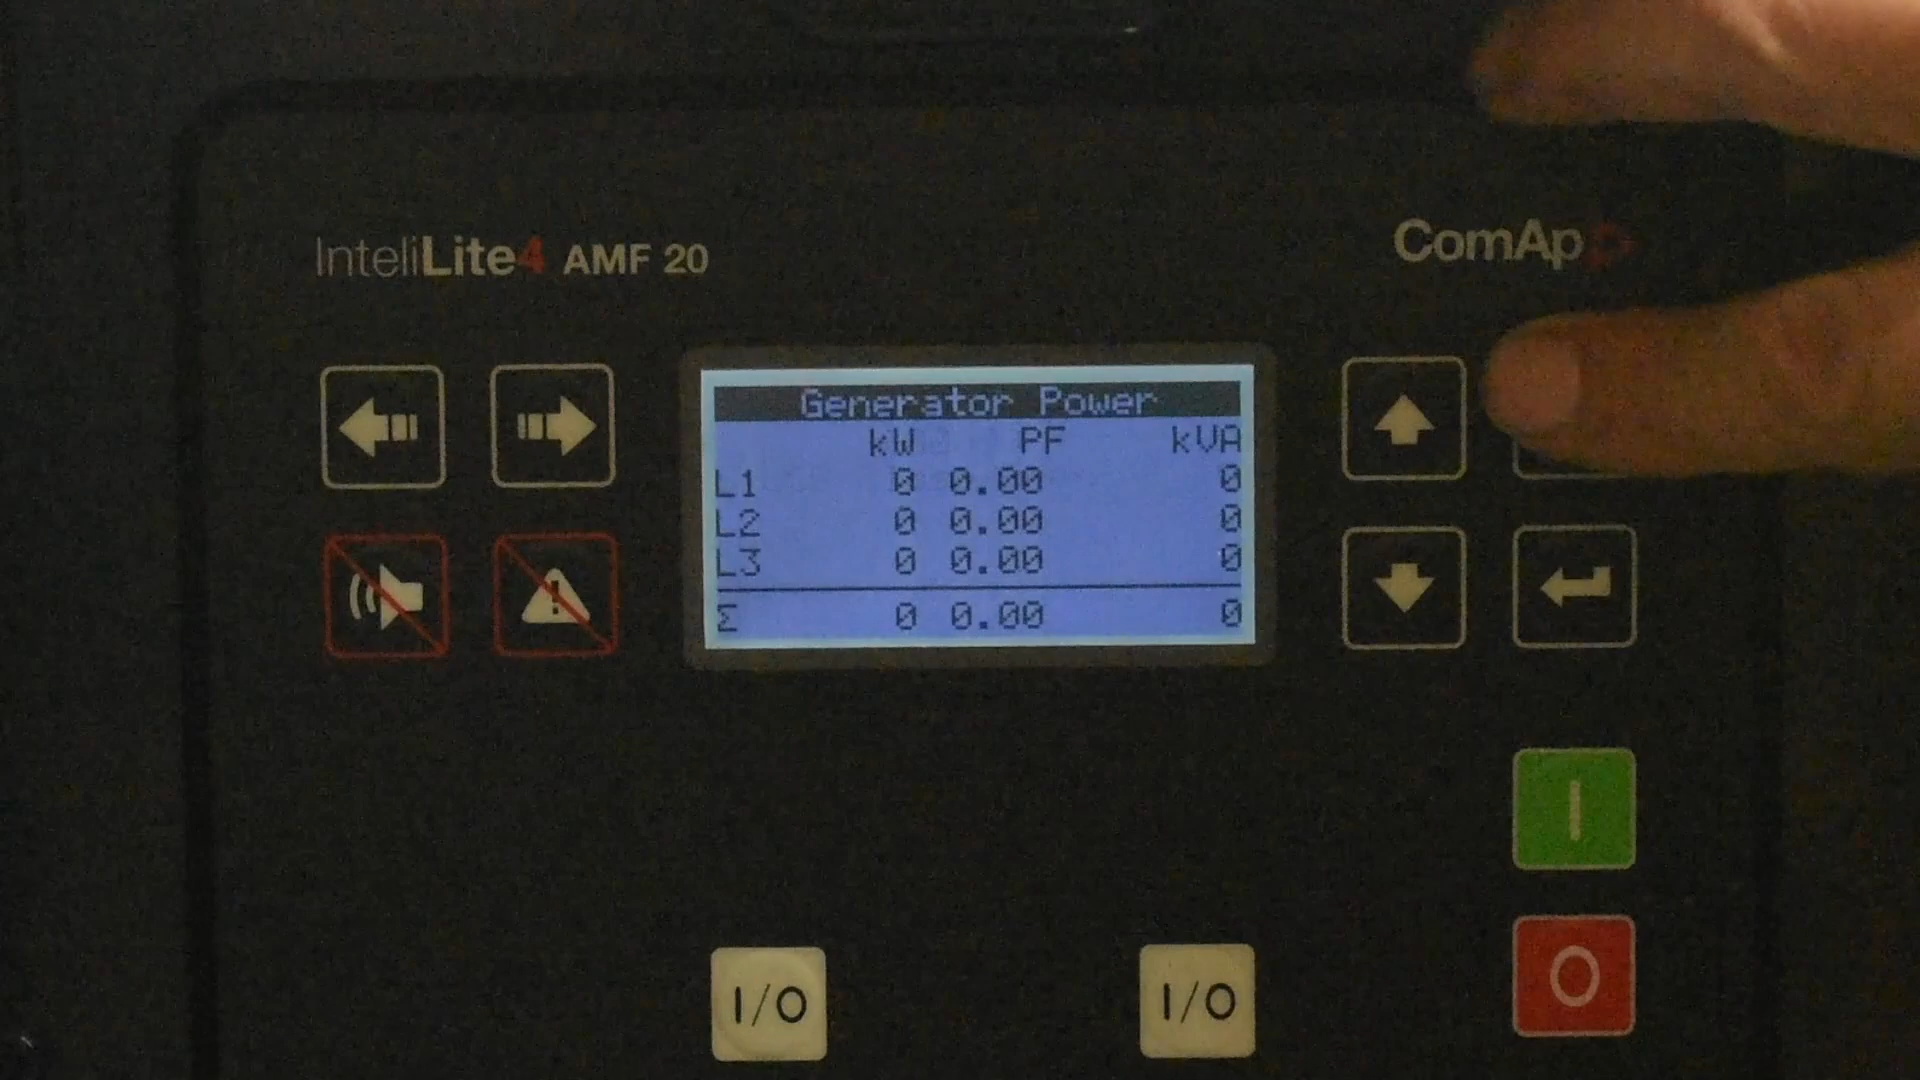 InteliLite4 AMF 20
ComAp
Generator Power
kW PF kVA
L1 0 0.00 0
L2 0 0.00 0
L3 0 0.00 0
Σ 0 0.00 0
I
O
I/O
I/O